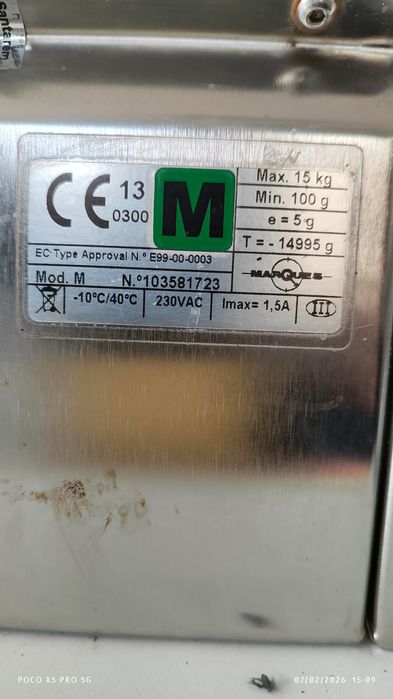 Santarém
CE 13
0300
M
Max. 15 kg
Min. 100 g
e = 5 g
T = - 14995 g
EC Type Approval N.º E99-00-0003
MARQUES
Mod. M N.º103581723
-10ºC/40ºC 230VAC Imax= 1,5A III
POCO X5 PRO 5G
07/02/2026 15:09